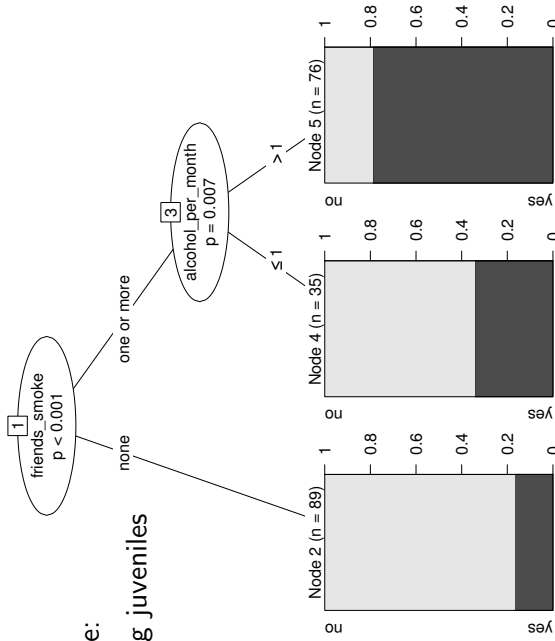 e:
g juveniles
1
friends_smoke
p < 0.001
none
one or more
3
alcohol_per_month
p = 0.007
≤ 1
> 1
Node 2 (n = 89)
no
yes
1
0.8
0.6
0.4
0.2
0
Node 4 (n = 35)
no
yes
1
0.8
0.6
0.4
0.2
0
Node 5 (n = 76)
no
yes
1
0.8
0.6
0.4
0.2
0